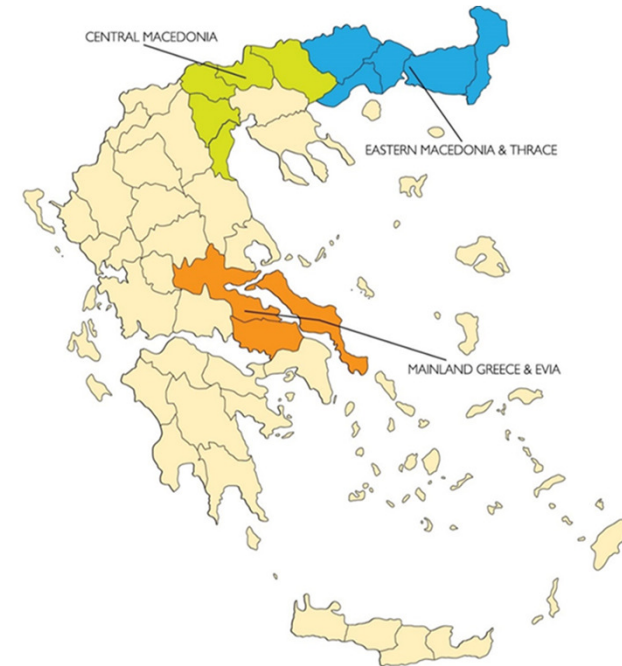 CENTRAL MACEDONIA
EASTERN MACEDONIA & THRACE
MAINLAND GREECE & EVIA